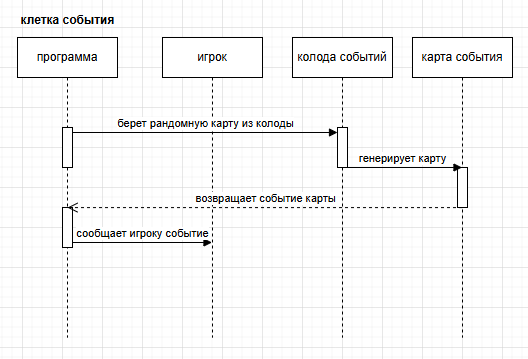 клетка события
программа
игрок
колода событий
карта события
берет рандомную карту из колоды
генерирует карту
возвращает событие карты
сообщает игроку событие